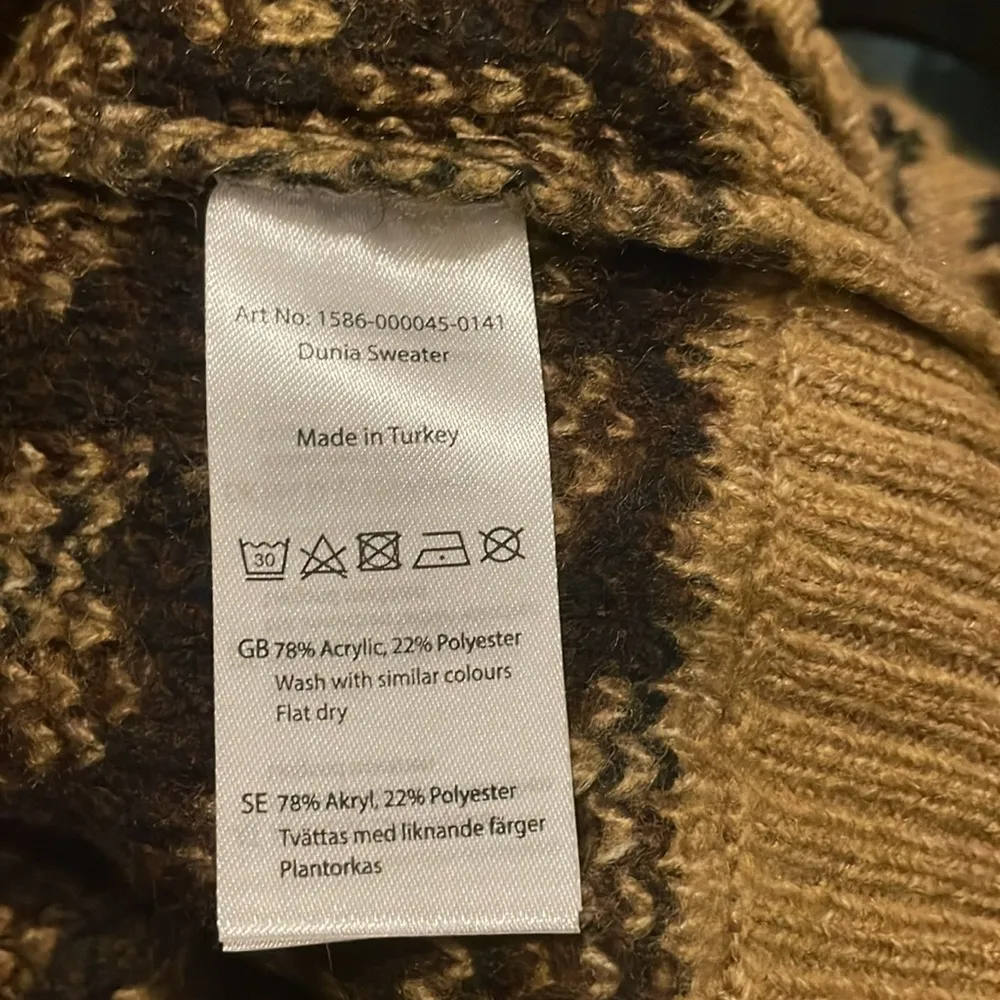 Art No: 1586-000045-0141
Dunia Sweater
Made in Turkey
30
GB 78% Acrylic, 22% Polyester
Wash with similar colours
Flat dry
SE 78% Akryl, 22% Polyester
Tvättas med liknande färger
Plantorkas